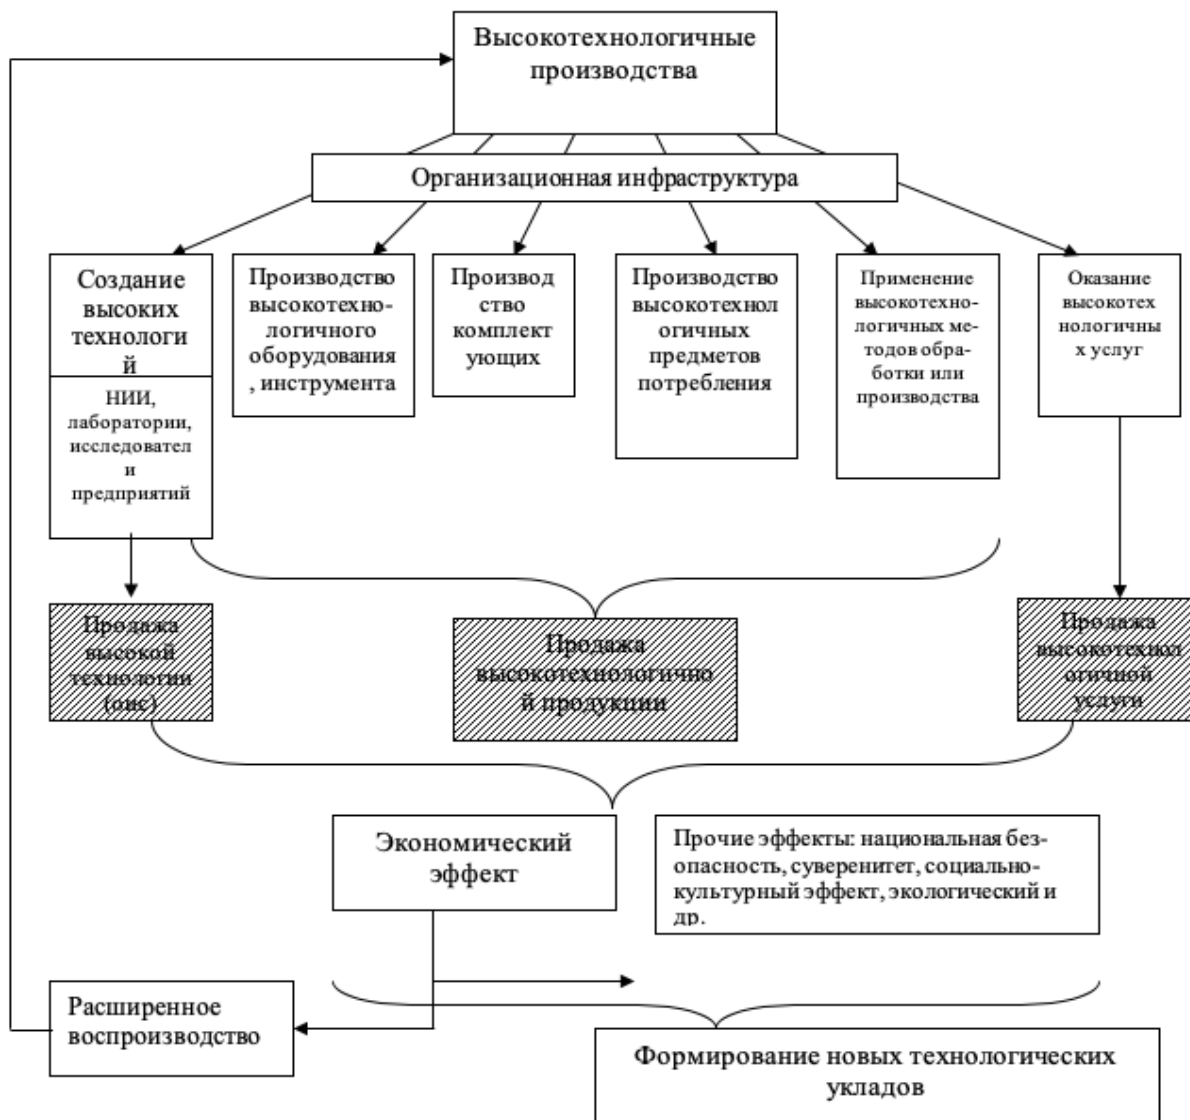 Высокотехнологичные
производства
Организационная инфраструктура
Создание
высоких
технологи
й
НИИ,
лаборатории,
исследовател
и
предприятий
Производство
высокотехно-
логичного
оборудования
, инструмента
Производ
ство
комплект
ующих
Производство
высокотехнол
огичных
предметов
потребления
Применение
высокотехно-
логичных ме-
тодов обра-
ботки или
производства
Оказание
высокотех
нологичны
х услуг
Продажа
высокой
технологии
(оис)
Продажа
высокотехнологично
й продукции
Продажа
высокотехнол
огичной
услуги
Экономический
эффект
Прочие эффекты: национальная без-
опасность, суверенитет, социально-
культурный эффект, экологический и
др.
Расширенное
воспроизводство
Формирование новых технологических
укладов